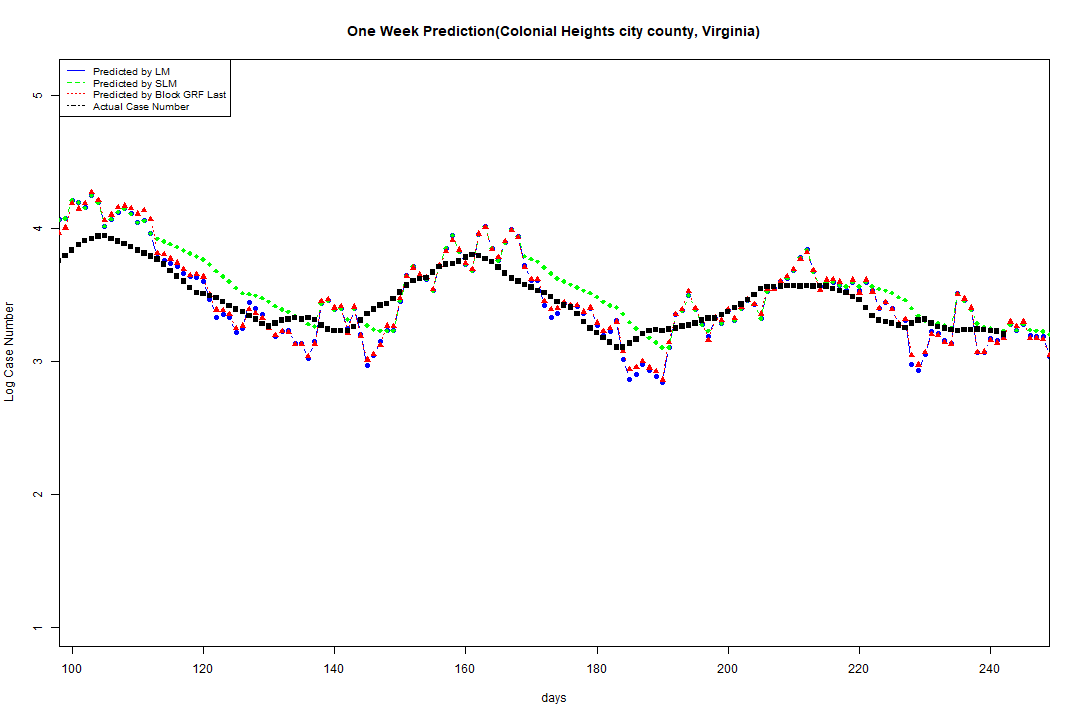 One Week Prediction(Colonial Heights city county, Virginia)
Predicted by LM
Predicted by SLM
Predicted by Block GRF Last
Actual Case Number
5
4
3
2
1
Log Case Number
100 120 140 160 180 200 220 240
days